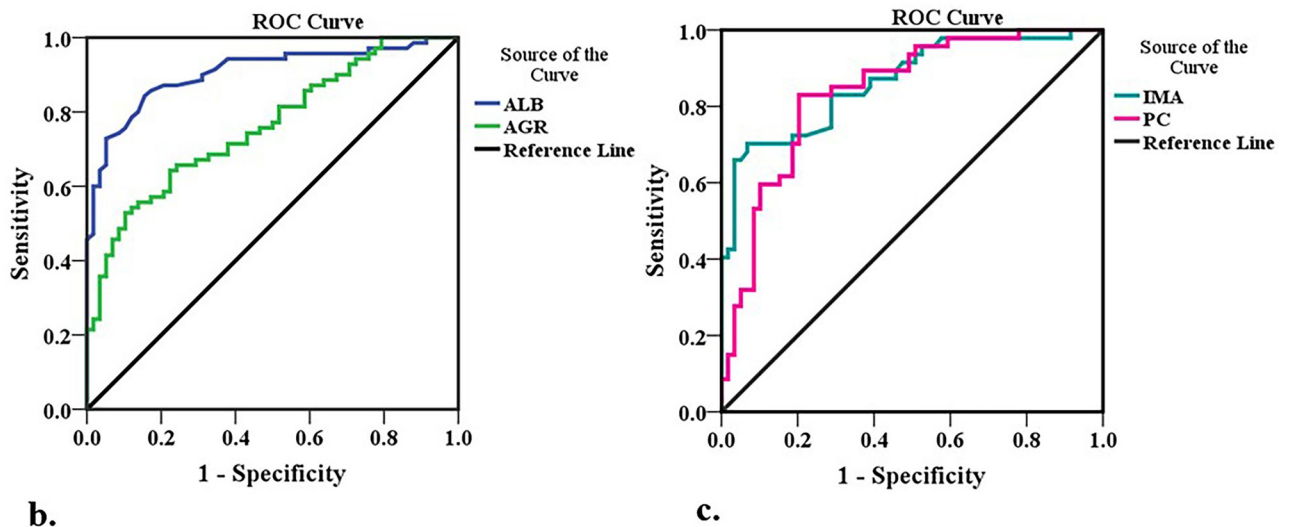 ROC Curve
1.0
0.8
0.6
0.4
0.2
0.0
Sensitivity
0.0 0.2 0.4 0.6 0.8 1.0
1 - Specificity
Source of the
Curve
ALB
AGR
Reference Line
b.
ROC Curve
1.0
0.8
0.6
0.4
0.2
0.0
Sensitivity
0.0 0.2 0.4 0.6 0.8 1.0
1 - Specificity
Source of the
Curve
IMA
PC
Reference Line
c.